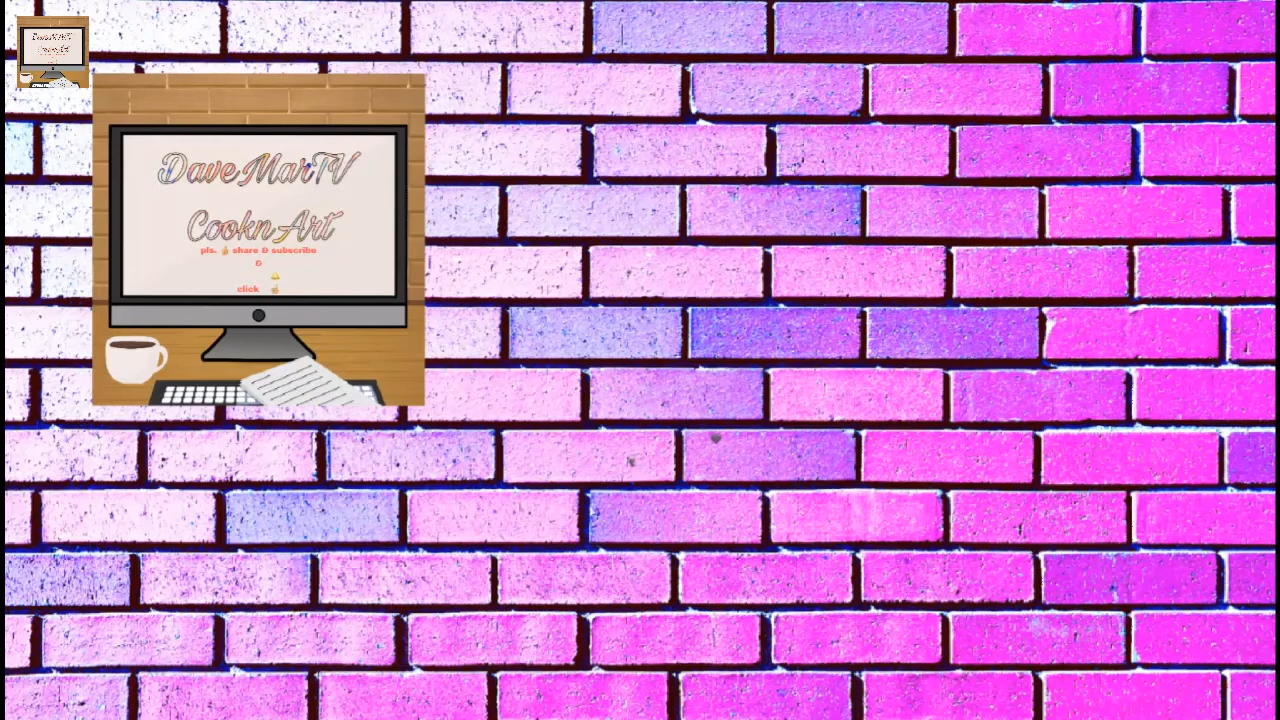 DaveMarTV
CooknArt
pls. 👍 share & subscribe
&
🔔
click 👍